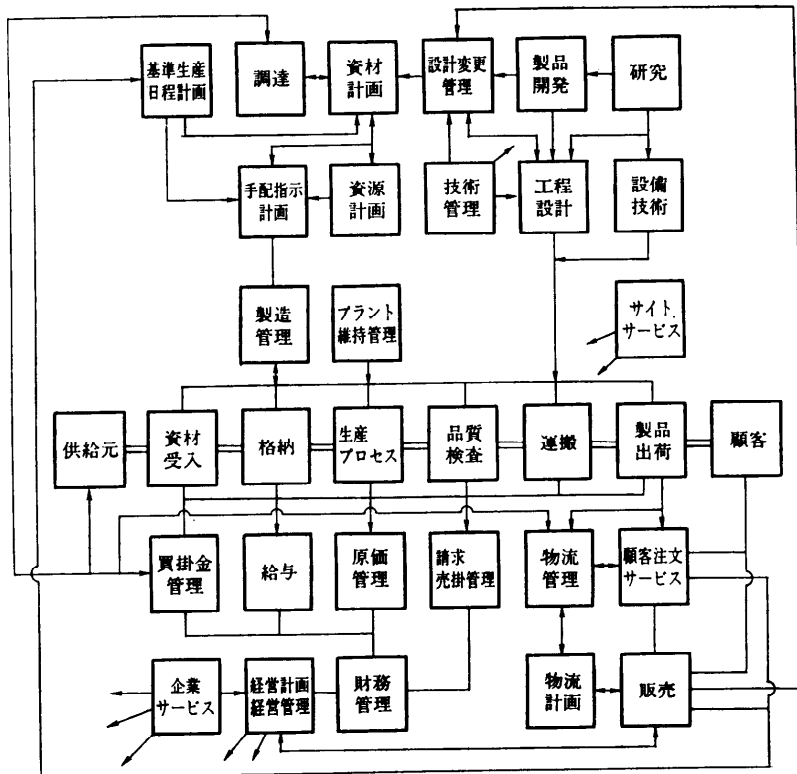 基準生産
日程計画
調達
資材
計画
設計変更
管理
製品
開発
研究
手配指示
計画
資源
計画
技術
管理
工程
設計
設備
技術
製造
管理
プラント
維持管理
サイト
サービス
供給元
資材
受入
格納
生産
プロセス
品質
検査
運搬
製品
出荷
顧客
買掛金
管理
給与
原価
管理
請求
売掛管理
物流
管理
顧客注文
サービス
企業
サービス
経営計画
経営管理
財務
管理
物流
計画
販売